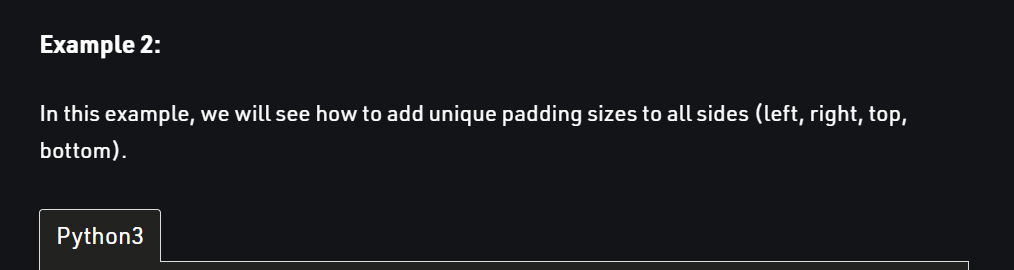 Example 2:
In this example, we will see how to add unique padding sizes to all sides (left, right, top,
bottom).
Python3